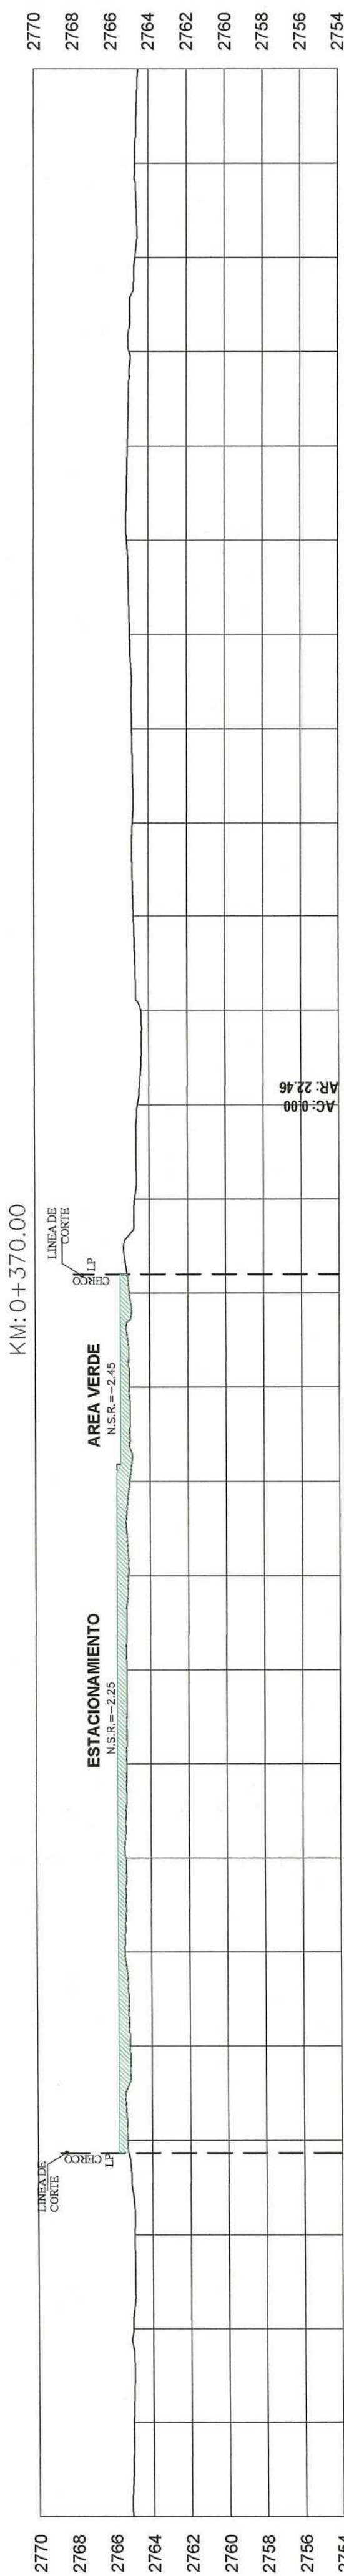 KM: 0+370.00
2770
2768
2766
2764
2762
2760
2758
2756
2754
LINEA DE
CORTE
CERCO
LP
ESTACIONAMIENTO
N.S.R.=-2.25
AREA VERDE
N.S.R.=-2.45
LINEA DE
CORTE
LP
CERCO
AC: 0.00
AR: 22.46
2770
2768
2766
2764
2762
2760
2758
2756
2754